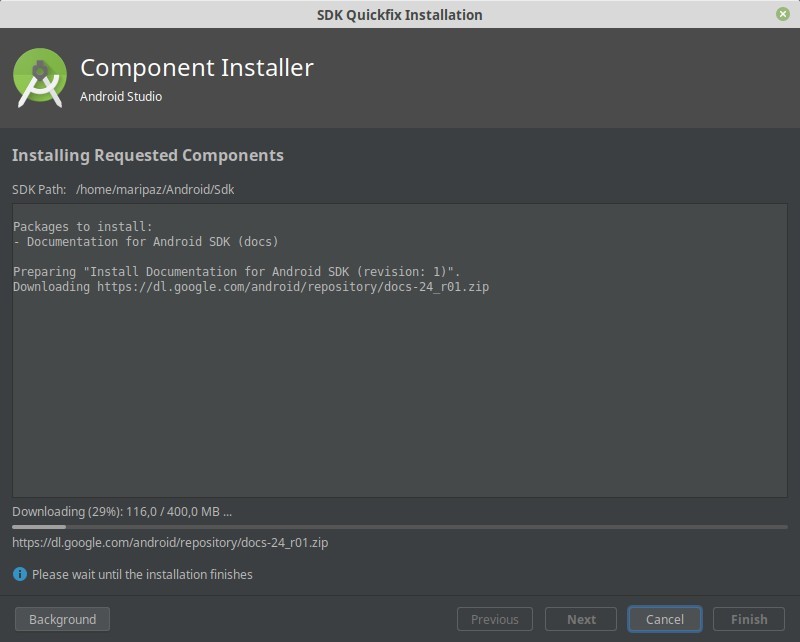 SDK Quickfix Installation
Component Installer
Android Studio
Installing Requested Components
SDK Path: /home/maripaz/Android/Sdk
Packages to install:
- Documentation for Android SDK (docs)
Preparing "Install Documentation for Android SDK (revision: 1)".
Downloading https://dl.google.com/android/repository/docs-24_r01.zip
Downloading (29%): 116,0 / 400,0 MB ...
https://dl.google.com/android/repository/docs-24_r01.zip
Please wait until the installation finishes
Background Previous Next Cancel Finish